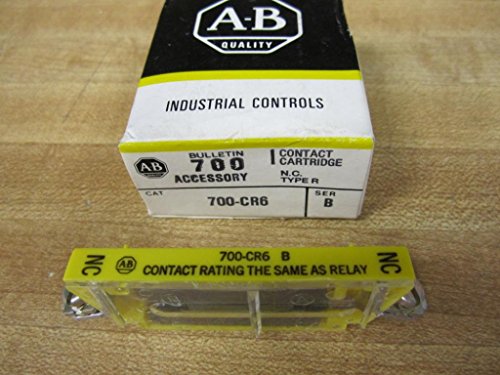 A-B
QUALITY
INDUSTRIAL CONTROLS
AB
BULLETIN
700
ACCESSORY
1 CONTACT
CARTRIDGE
N.C.
TYPE R
CAT
700-CR6
SER
B
NC
AB
700-CR6 B
CONTACT RATING THE SAME AS RELAY
NC